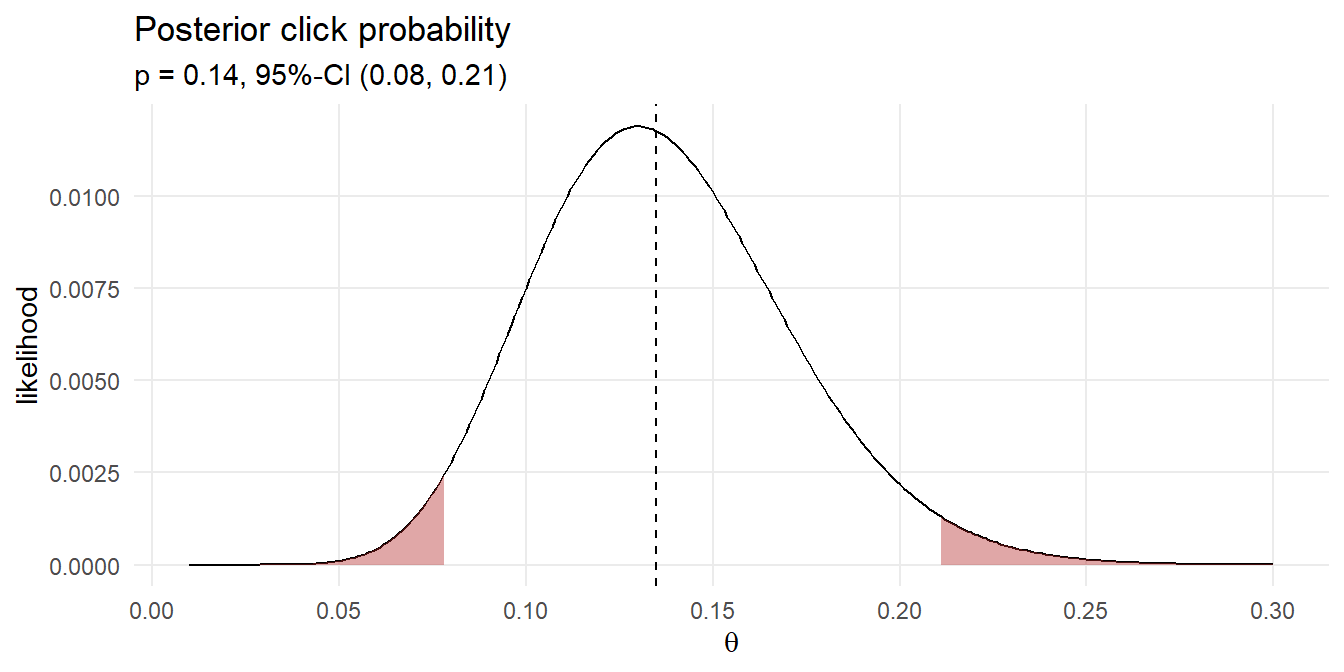 Posterior click probability
p = 0.14, 95%-CI (0.08, 0.21)
likelihood
0.0100
0.0075
0.0050
0.0025
0.0000
0.00 0.05 0.10 0.15 0.20 0.25 0.30
θ